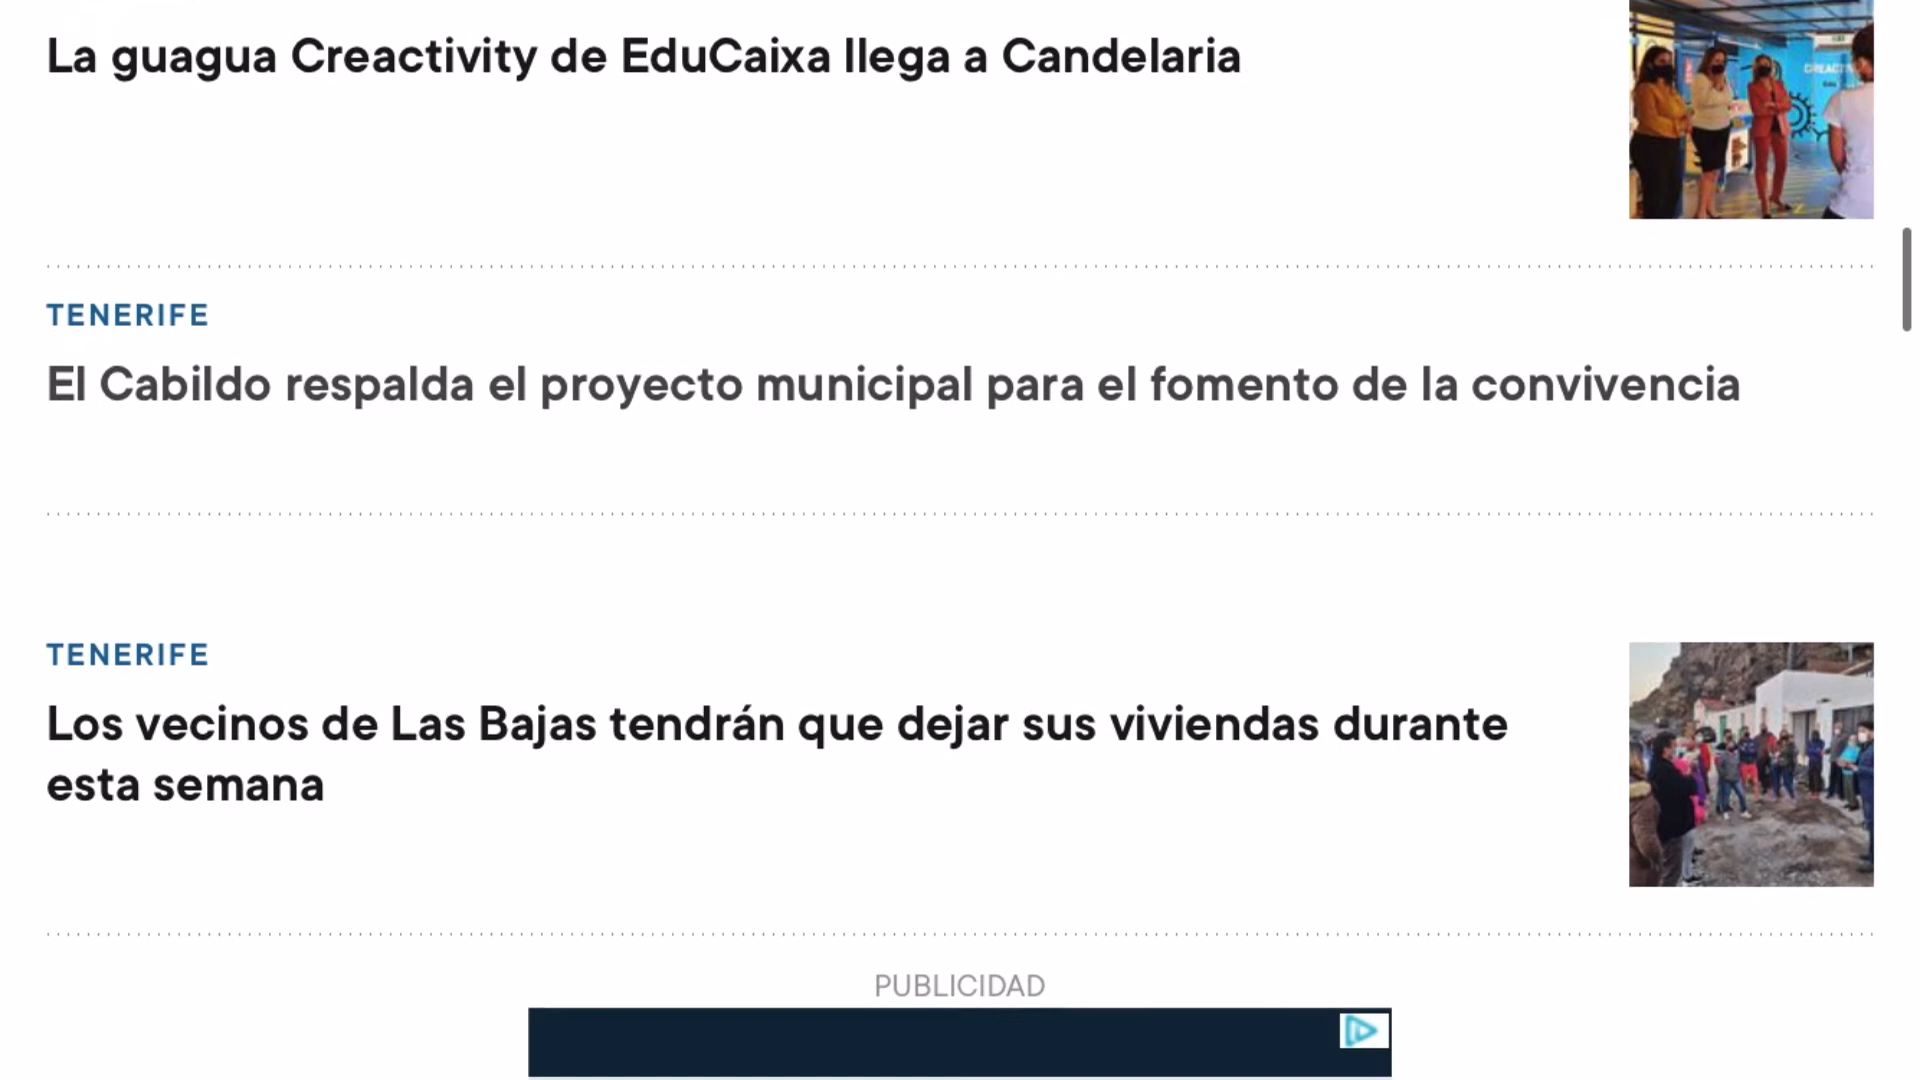 La guagua Creactivity de EduCaixa llega a Candelaria
TENERIFE
El Cabildo respalda el proyecto municipal para el fomento de la convivencia
TENERIFE
Los vecinos de Las Bajas tendrán que dejar sus viviendas durante
esta semana
PUBLICIDAD